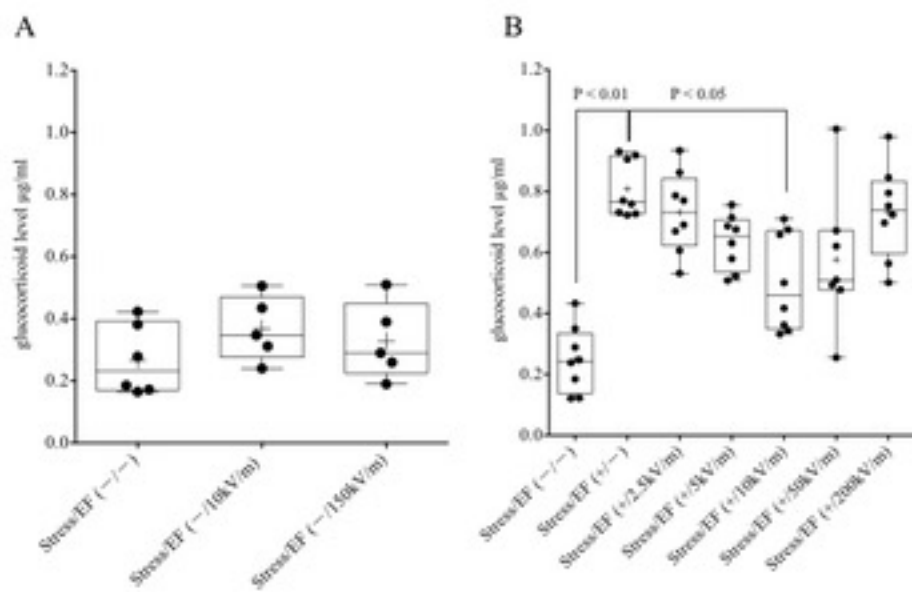 A
glucocorticoid level μg/ml
1.2
1.0
0.8
0.6
0.4
0.2
0.0
Stress/EF (－/－)
Stress/EF (－/10kV/m)
Stress/EF (－/150kV/m)
B
glucocorticoid level μg/ml
1.2
1.0
0.8
0.6
0.4
0.2
0.0
P < 0.01
P < 0.05
Stress/EF (－/－)
Stress/EF (+/－)
Stress/EF (+/2.5kV/m)
Stress/EF (+/5kV/m)
Stress/EF (+/10kV/m)
Stress/EF (+/50kV/m)
Stress/EF (+/200kV/m)